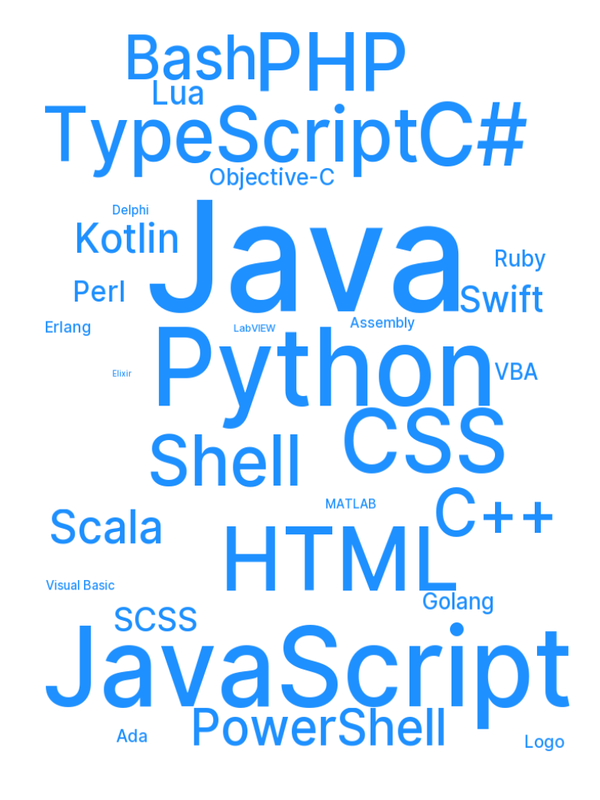 Bash PHP
Lua
TypeScript C#
Objective-C
Delphi
Kotlin
Java
Ruby
Perl
Swift
Erlang
LabVIEW
Assembly
Python
Elixir
VBA
CSS
Shell
MATLAB
C++
Scala
HTML
Visual Basic
Golang
SCSS
JavaScript
PowerShell
Ada
Logo